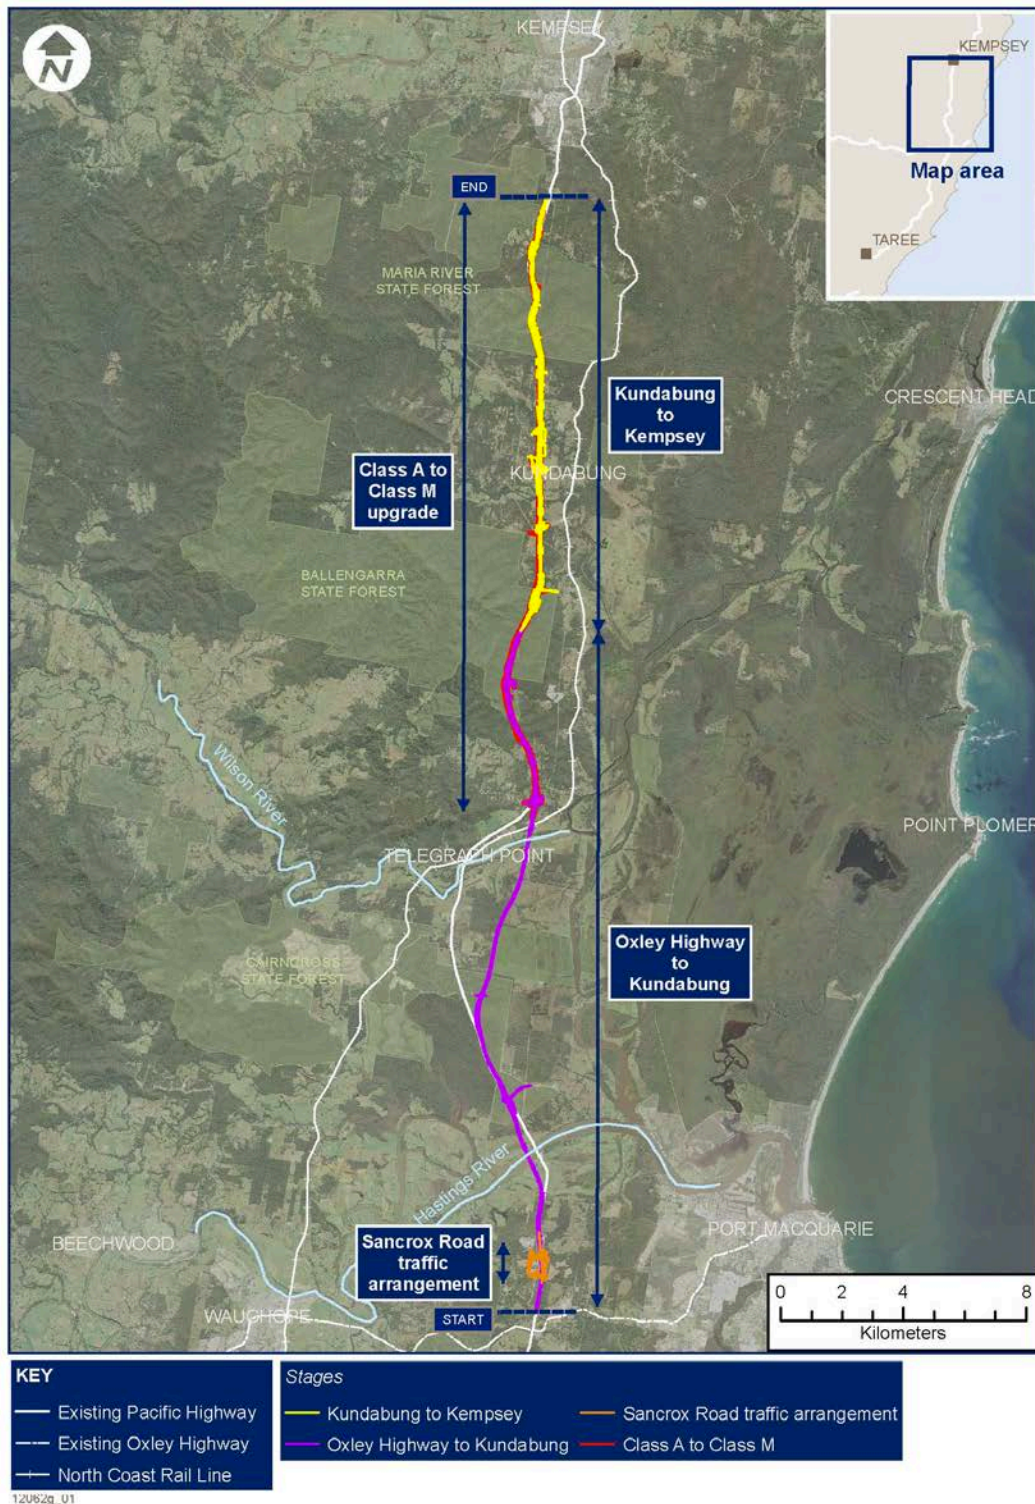 KEMPSEY
N
KEMPSEY
Map area
TAREE
END
MARIA RIVER
STATE FOREST
CRESCENT HEAD
Kundabung
to
Kempsey
Class A to
Class M
upgrade
KUNDABUNG
BALLENGARRA
STATE FOREST
Wilson River
POINT PLOMER
TELEGRAPH POINT
Oxley Highway
to
Kundabung
CAIRNCROSS
STATE FOREST
Hastings River
BEECHWOOD
Sancrox Road
traffic
arrangement
PORT MACQUARIE
WAUCHOPE
START
0 2 4 6 8
Kilometers
KEY
Existing Pacific Highway
Existing Oxley Highway
North Coast Rail Line
Stages
Kundabung to Kempsey
Oxley Highway to Kundabung
Sancrox Road traffic arrangement
Class A to Class M
12062g_01